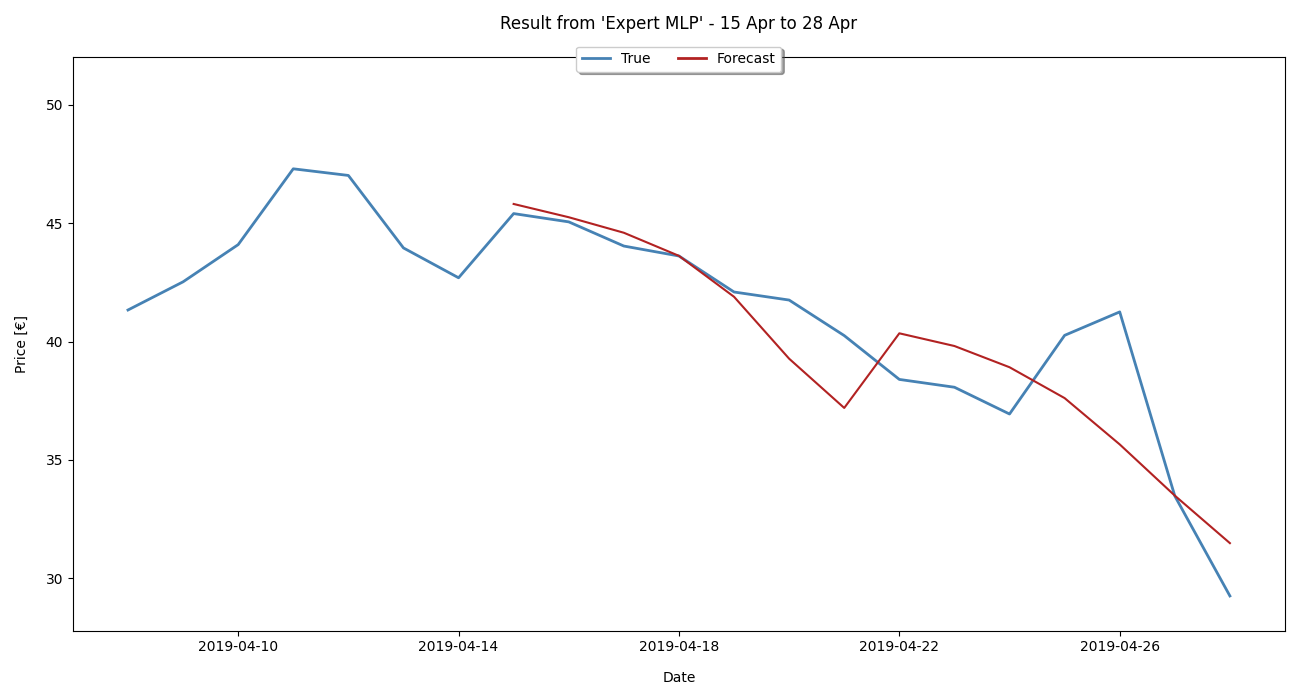 Result from 'Expert MLP' - 15 Apr to 28 Apr
True Forecast
50
45
40
35
30
Price [€]
2019-04-10 2019-04-14 2019-04-18 2019-04-22 2019-04-26
Date